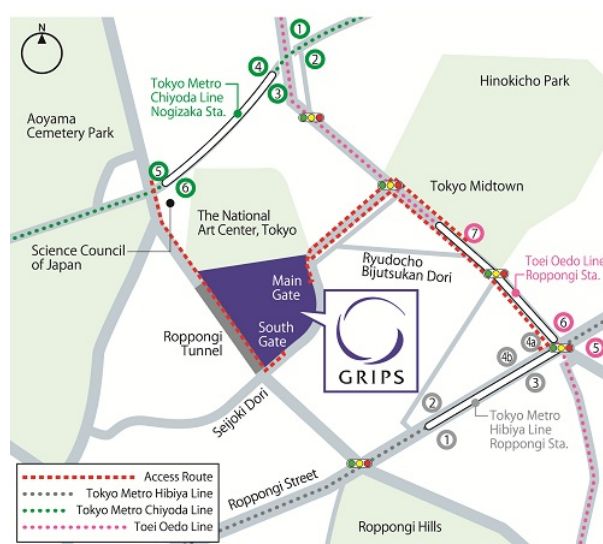 N
1
2
4
3
Tokyo Metro
Chiyoda Line
Nogizaka Sta.
Hinokicho Park
Aoyama
Cemetery Park
5
6
Tokyo Midtown
The National
Art Center, Tokyo
7
Science Council
of Japan
Ryudocho
Bijutsukan Dori
Toei Oedo Line
Roppongi Sta.
Main
Gate
South
Gate
Roppongi
Tunnel
GRIPS
6
5
4a
4b
3
2
1
Seijoki Dori
Tokyo Metro
Hibiya Line
Roppongi Sta.
Roppongi Street
Roppongi Hills
Access Route
Tokyo Metro Hibiya Line
Tokyo Metro Chiyoda Line
Toei Oedo Line